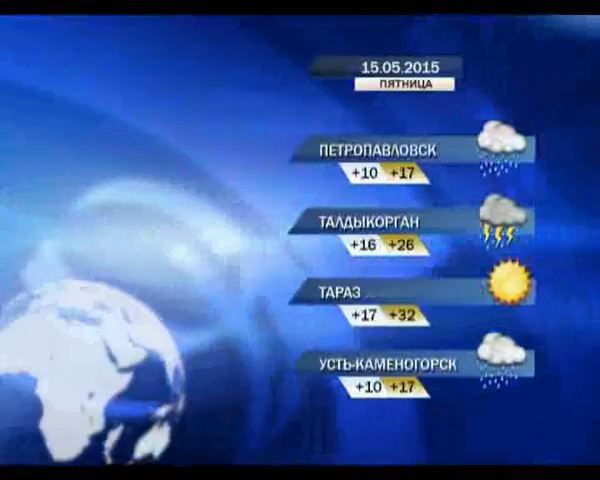 15.05.2015
ПЯТНИЦА
ПЕТРОПАВЛОВСК
+10 +17
ТАЛДЫКОРГАН
+16 +26
ТАРАЗ
+17 +32
УСТЬ-КАМЕНОГОРСК
+10 +17